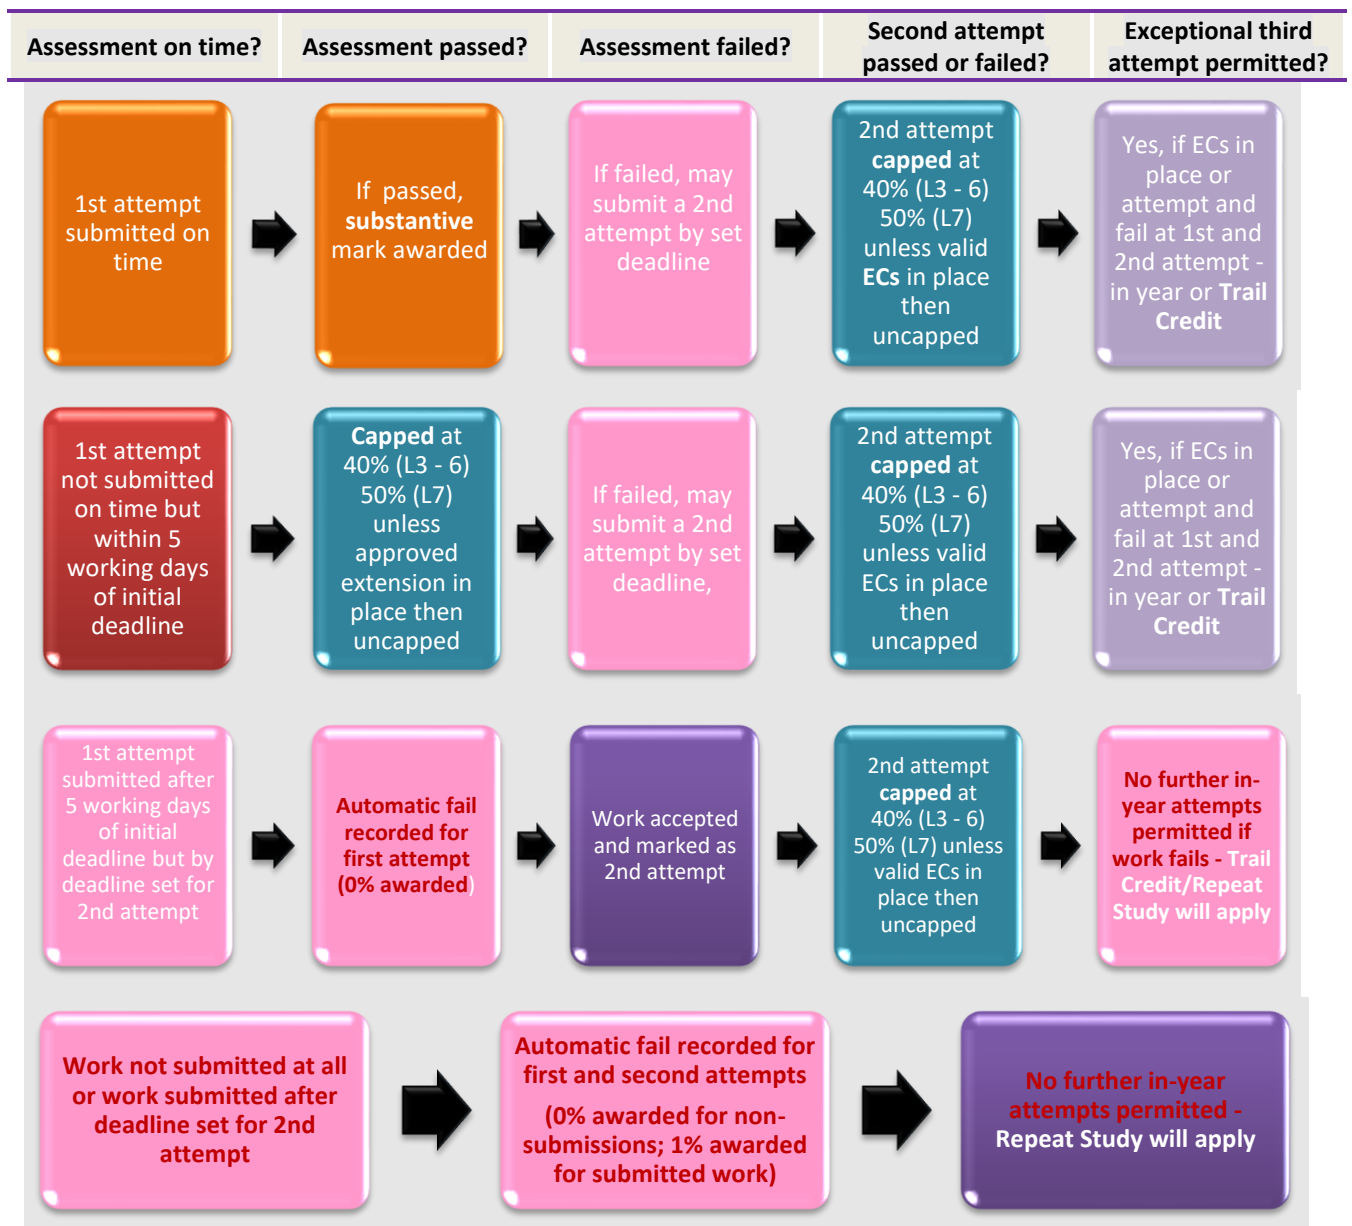 Assessment on time?
Assessment passed?
Assessment failed?
Second attempt
passed or failed?
Exceptional third
attempt permitted?
1st attempt
submitted on
time
If  passed,
substantive
mark awarded
If failed, may
submit a 2nd
attempt by set
deadline
2nd attempt
capped at
40% (L3 - 6)
50% (L7)
unless valid
ECs in place
then
uncapped
Yes, if ECs in
place or
attempt and
fail at 1st and
2nd attempt -
in year or Trail
Credit
1st attempt
not submitted
on time but
within 5
working days
of initial
deadline
Capped at
40% (L3 - 6)
50% (L7)
unless
approved
extension in
place then
uncapped
If failed, may
submit a 2nd
attempt by set
deadline,
2nd attempt
capped at
40% (L3 - 6)
50% (L7)
unless valid
ECs in place
then
uncapped
Yes, if ECs in
place or
attempt and
fail at 1st and
2nd attempt -
in year or Trail
Credit
1st attempt
submitted after
5 working days
of initial
deadline but by
deadline set for
2nd attempt
Automatic fail
recorded for
first attempt
(0% awarded)
Work accepted
and marked as
2nd attempt
2nd attempt
capped at
40% (L3 - 6)
50% (L7) unless
valid ECs in
place then
uncapped
No further in-
year attempts
permitted if
work fails - Trail
Credit/Repeat
Study will apply
Work not submitted at all
or work submitted after
deadline set for 2nd
attempt
Automatic fail recorded for
first and second attempts
(0% awarded for non-
submissions; 1% awarded
for submitted work)
No further in-year
attempts permitted -
Repeat Study will apply